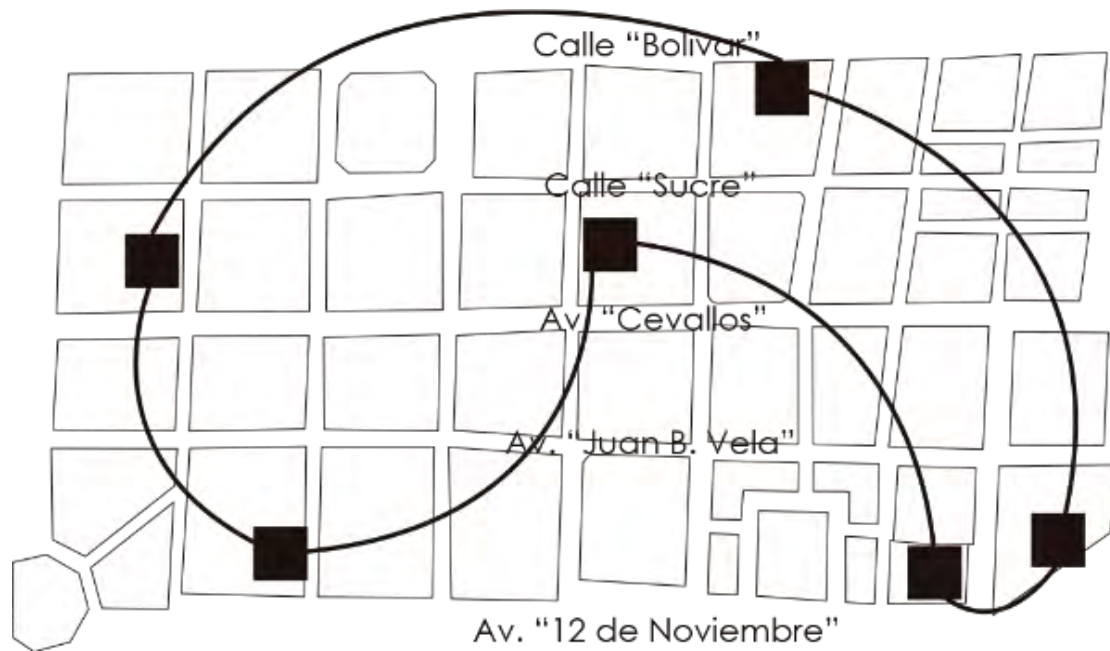 Calle “Bolivar”
Calle “Sucre”
Av. “Cevallos”
Av. “Juan B. Vela”
Av. “12 de Noviembre”